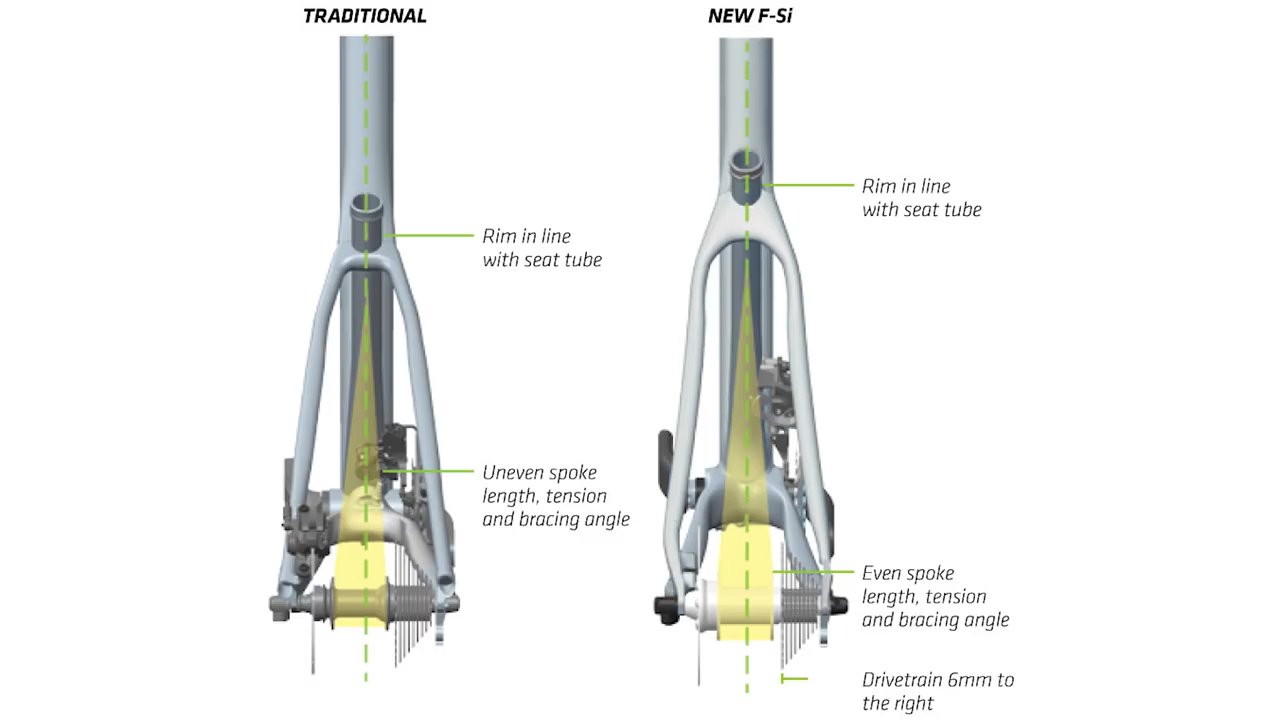 TRADITIONAL
NEW F-Si
Rim in line
with seat tube
Rim in line
with seat tube
Uneven spoke
length, tension
and bracing angle
Even spoke
length, tension
and bracing angle
Drivetrain 6mm to
the right